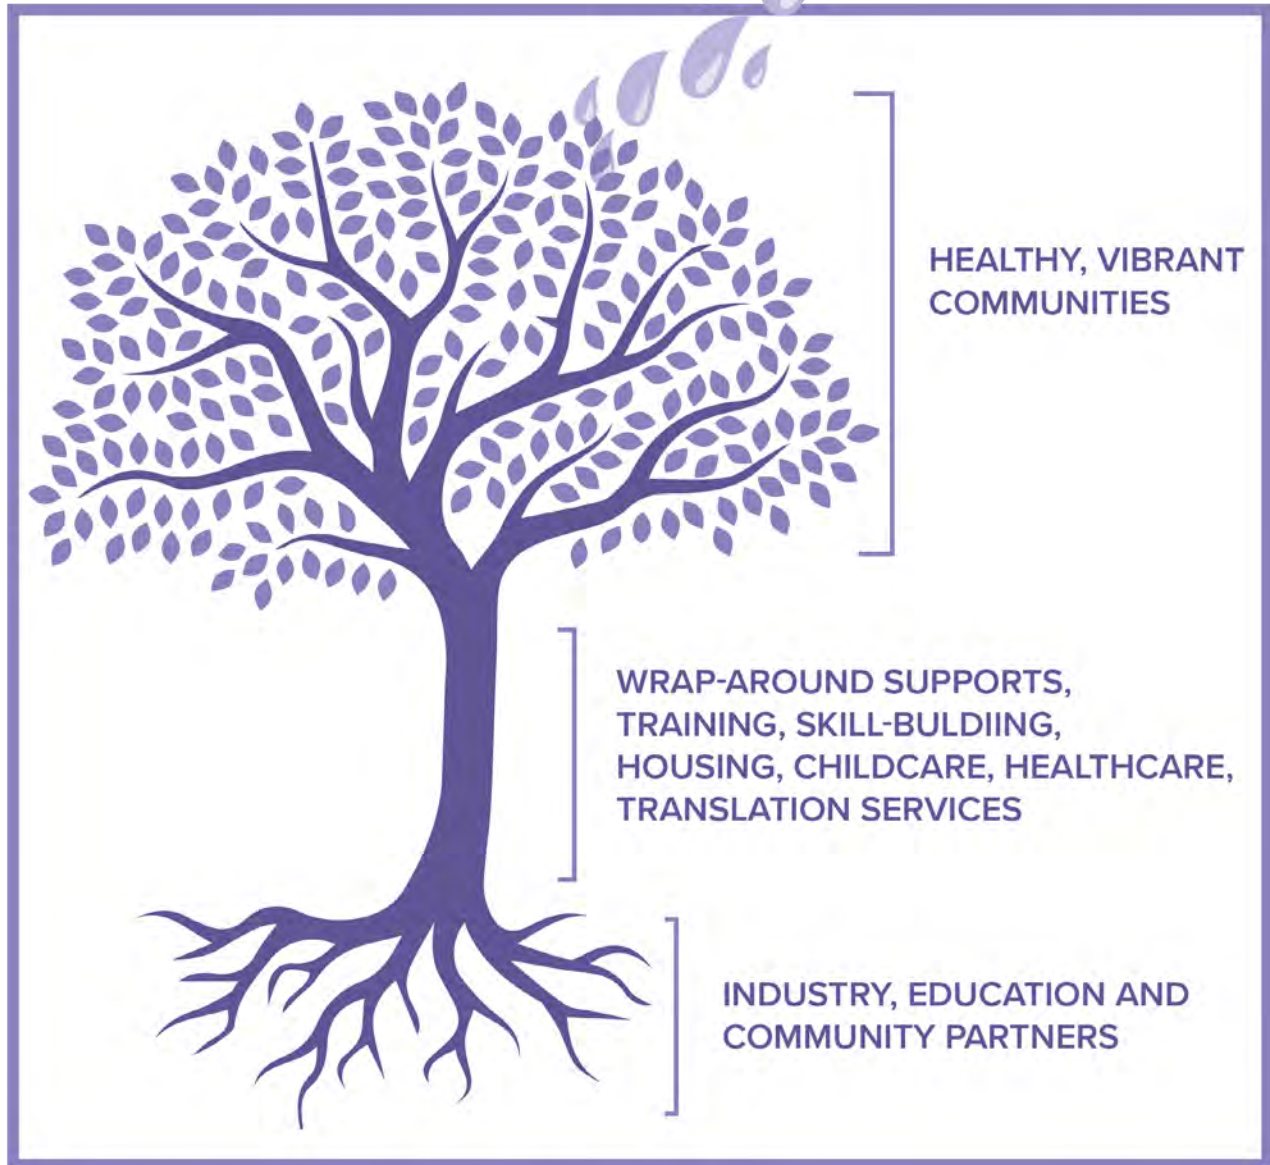 HEALTHY, VIBRANT
COMMUNITIES
WRAP-AROUND SUPPORTS,
TRAINING, SKILL-BULDIING,
HOUSING, CHILDCARE, HEALTHCARE,
TRANSLATION SERVICES
INDUSTRY, EDUCATION AND
COMMUNITY PARTNERS